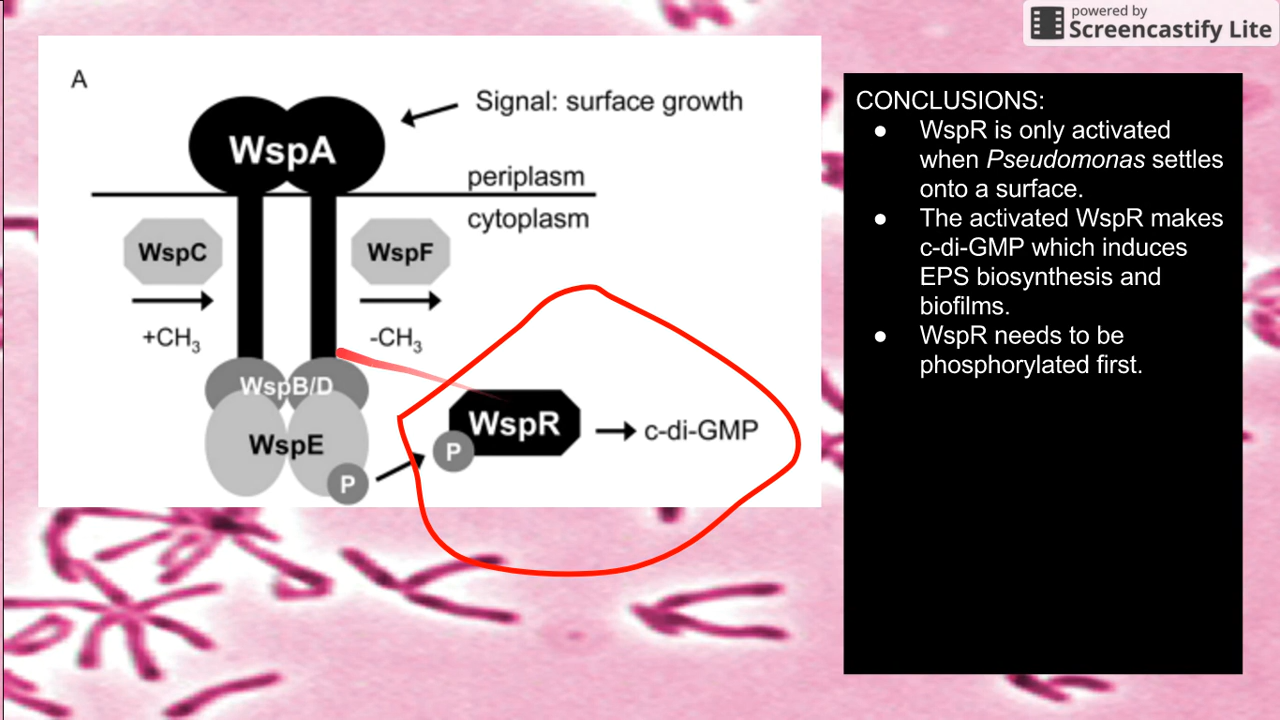 powered by
Screencastify Lite
A
Signal: surface growth
WspA
periplasm
cytoplasm
WspC
WspF
+CH3
-CH3
WspB/D
WspE
P
P
WspR
c-di-GMP
CONCLUSIONS:
● WspR is only activated
when Pseudomonas settles
onto a surface.
● The activated WspR makes
c-di-GMP which induces
EPS biosynthesis and
biofilms.
● WspR needs to be
phosphorylated first.